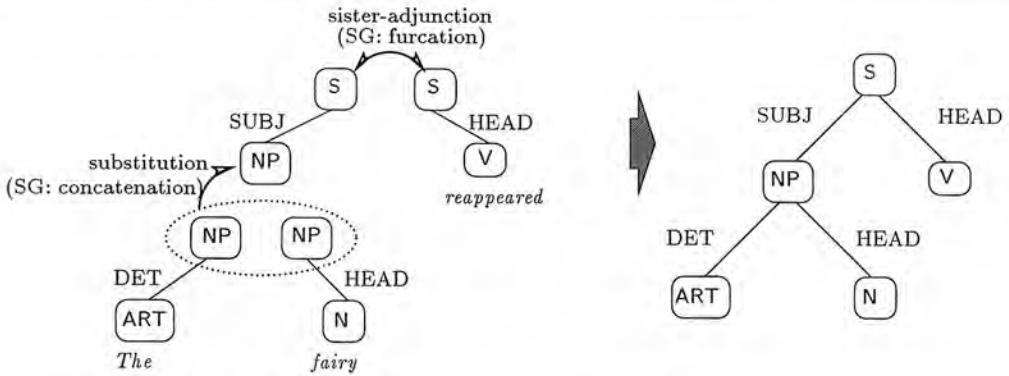 sister-adjunction
(SG: furcation)
S
S
SUBJ
HEAD
substitution
(SG: concatenation)
NP
V
reappeared
NP
NP
DET
HEAD
ART
N
The
fairy
S
SUBJ
HEAD
NP
V
DET
HEAD
ART
N